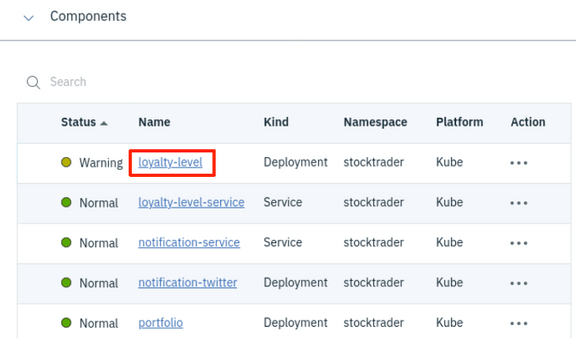 Components
Search
Status Name Kind Namespace Platform Action
Warning loyalty-level Deployment stocktrader Kube
Normal loyalty-level-service Service stocktrader Kube
Normal notification-service Service stocktrader Kube
Normal notification-twitter Deployment stocktrader Kube
Normal portfolio Deployment stocktrader Kube